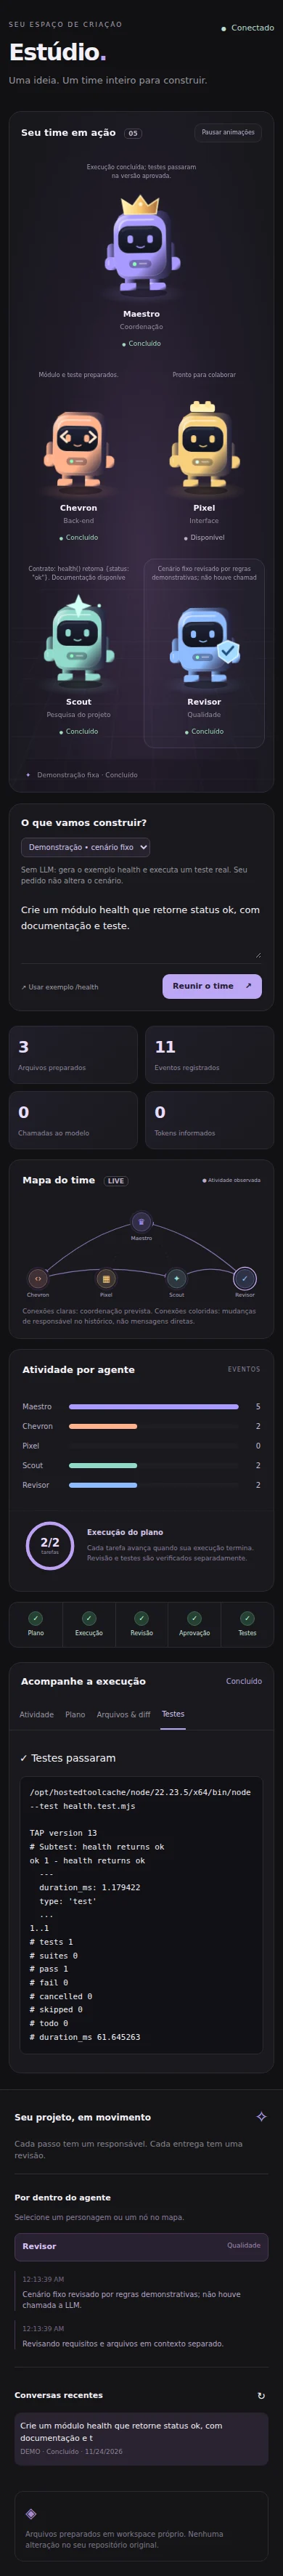 SEU ESPAÇO DE CRIAÇÃO
● Conectado
Estúdio.
Uma ideia. Um time inteiro para construir.
Seu time em ação 05
Pausar animações
Execução concluída; testes passaram
na versão aprovada.
Maestro
Coordenação
● Concluído
Módulo e teste preparados.
Pronto para colaborar
Chevron
Back-end
● Concluído
Pixel
Interface
● Disponível
Contrato: health() retorna {status:
"ok"}. Documentação disponíve
Cenário fixo revisado por regras
demonstrativas; não houve chamad
Scout
Pesquisa do projeto
● Concluído
Revisor
Qualidade
● Concluído
✦ Demonstração fixa · Concluído
O que vamos construir?
Demonstração • cenário fixo
Sem LLM: gera o exemplo health e executa um teste real. Seu
pedido não altera o cenário.
Crie um módulo health que retorne status ok, com
documentação e teste.
↗ Usar exemplo /health
Reunir o time ↗
3
Arquivos preparados
11
Eventos registrados
0
Chamadas ao modelo
0
Tokens informados
Mapa do time LIVE
● Atividade observada
Maestro
Chevron
Pixel
Scout
Revisor
Conexões claras: coordenação prevista. Conexões coloridas: mudanças
de responsável no histórico, não mensagens diretas.
Atividade por agente
EVENTOS
Maestro 5
Chevron 2
Pixel 0
Scout 2
Revisor 2
2/2
tarefas
Execução do plano
Cada tarefa avança quando sua execução termina.
Revisão e testes são verificados separadamente.
✓ ✓ ✓ ✓ ✓
Plano Execução Revisão Aprovação Testes
Acompanhe a execução
Concluído
Atividade Plano Arquivos & diff Testes
✓ Testes passaram
/opt/hostedtoolcache/node/22.23.5/x64/bin/node
--test health.test.mjs
TAP version 13
# Subtest: health returns ok
ok 1 - health returns ok
---
duration_ms: 1.179422
type: 'test'
...
1..1
# tests 1
# suites 0
# pass 1
# fail 0
# cancelled 0
# skipped 0
# todo 0
# duration_ms 61.645263
Seu projeto, em movimento
Cada passo tem um responsável. Cada entrega tem uma
revisão.
Por dentro do agente
Selecione um personagem ou um nó no mapa.
Revisor
Qualidade
12:13:39 AM
Cenário fixo revisado por regras demonstrativas; não houve
chamada a LLM.
12:13:39 AM
Revisando requisitos e arquivos em contexto separado.
Conversas recentes
↻
Crie um módulo health que retorne status ok, com
documentação e t
DEMO · Concluído · 11/24/2026
Arquivos preparados em workspace próprio. Nenhuma
alteração no seu repositório original.